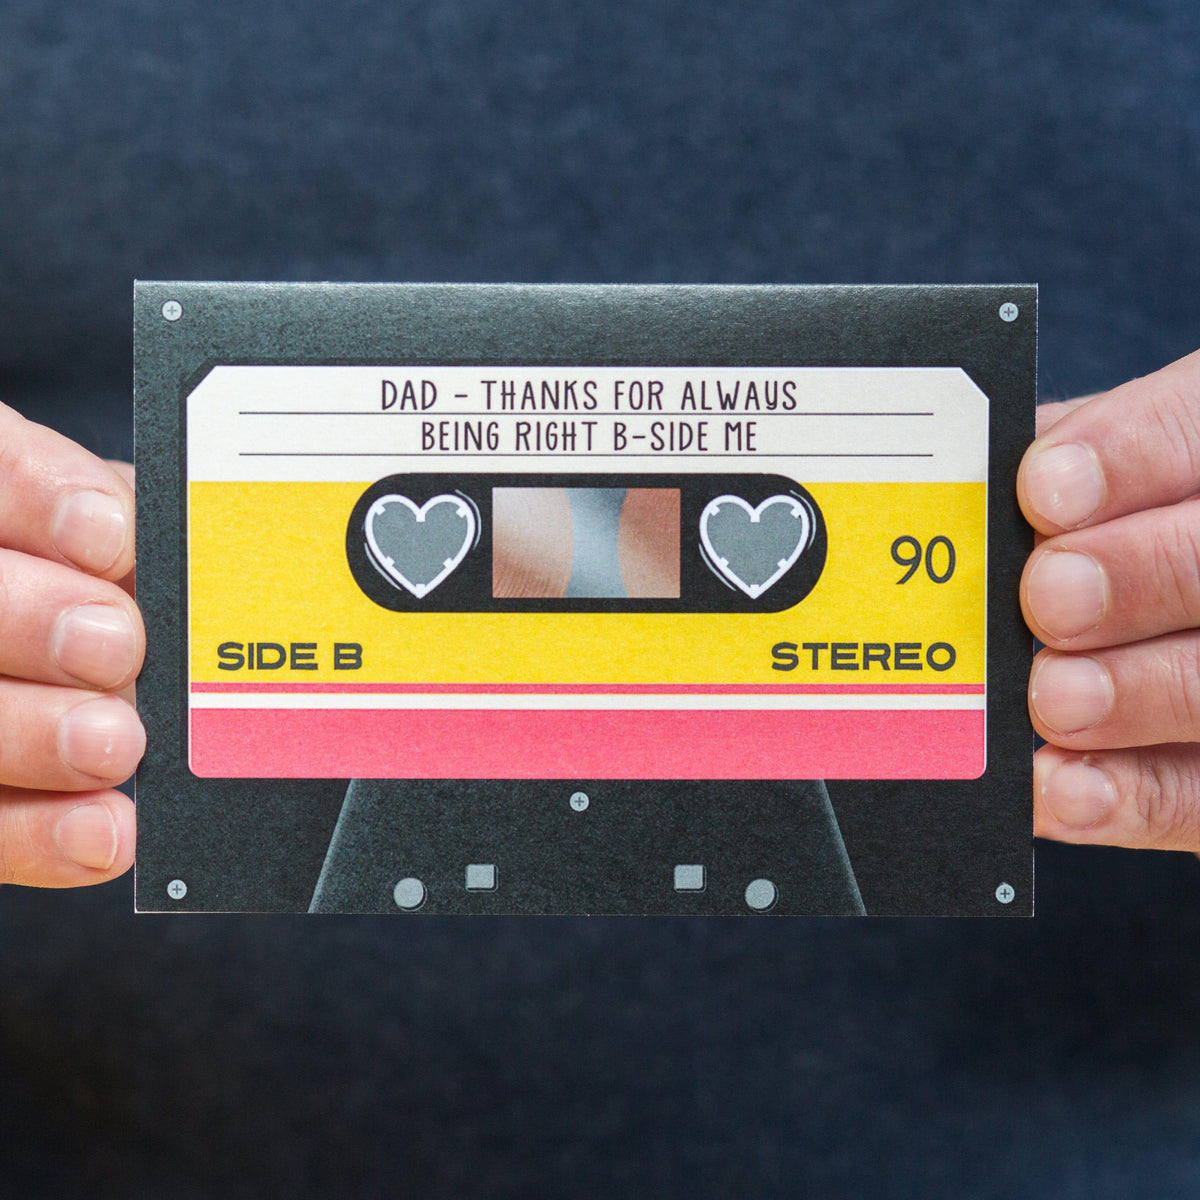 DAD - THANKS FOR ALWAYS
BEING RIGHT B-SIDE ME
90
SIDE B STEREO